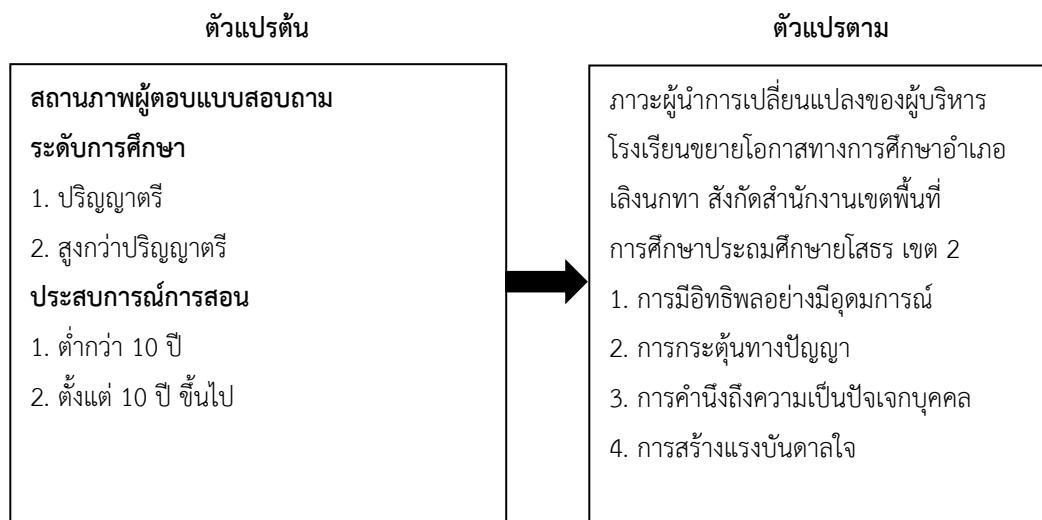 ตัวแปรต้น
ตัวแปรตาม
สถานภาพผู้ตอบแบบสอบถาม
ระดับการศึกษา
1. ปริญญาตรี
2. สูงกว่าปริญญาตรี
ประสบการณ์การสอน
1. ต่ำกว่า 10 ปี
2. ตั้งแต่ 10 ปี ขึ้นไป
ภาวะผู้นำการเปลี่ยนแปลงของผู้บริหาร
โรงเรียนขยายโอกาสทางการศึกษาอำเภอ
เลิงนกทา สังกัดสำนักงานเขตพื้นที่
การศึกษาประถมศึกษายโสธร เขต 2
1. การมีอิทธิพลอย่างมีอุดมการณ์
2. การกระตุ้นทางปัญญา
3. การคำนึงถึงความเป็นปัจเจกบุคคล
4. การสร้างแรงบันดาลใจ